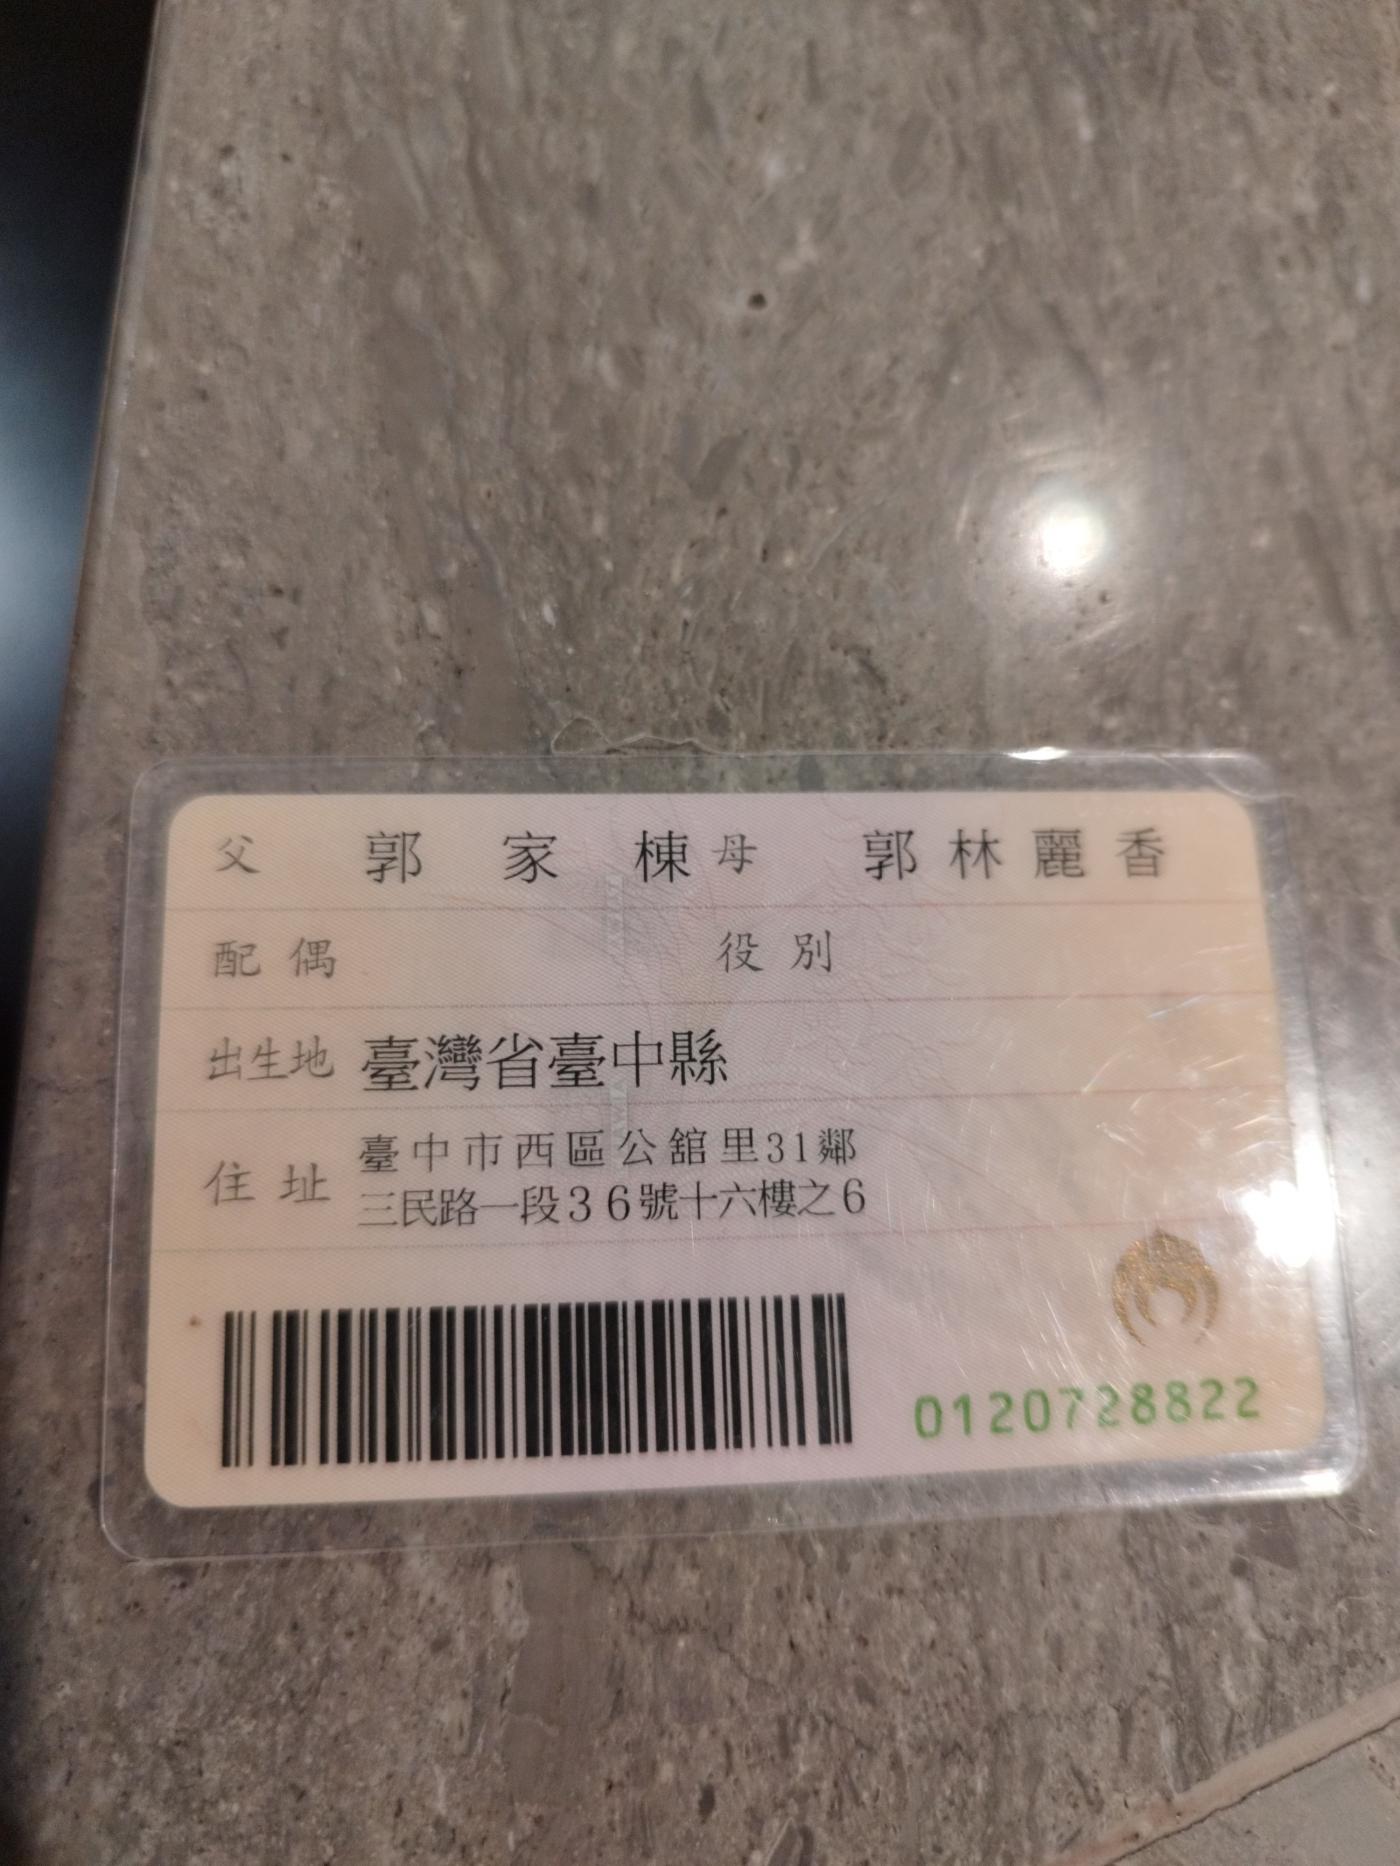 父 郭家棟 母 郭林麗香
配偶 役別
出生地 臺灣省臺中縣
住址 臺中市西區公舘里31鄰
三民路一段36號十六樓之6
0120728822